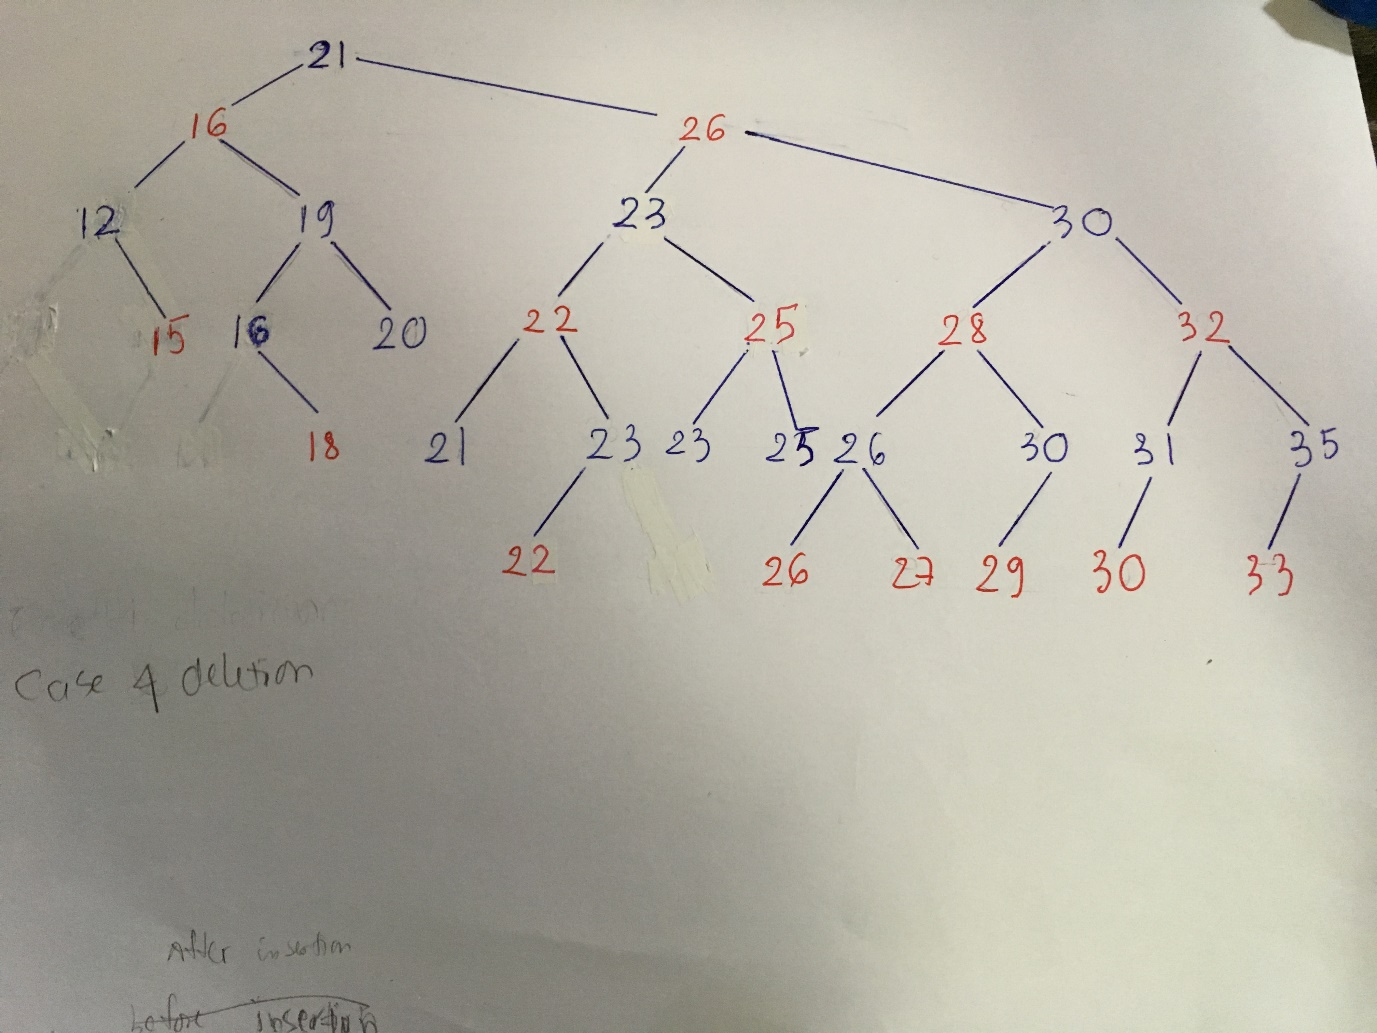 21
16 26
12 19 23 30
15 16 20 22 25 28 32
18 21 23 23 25 26 30 31 35
22 26 27 29 30 33
Case 4 deletion
After insertion
before insertion